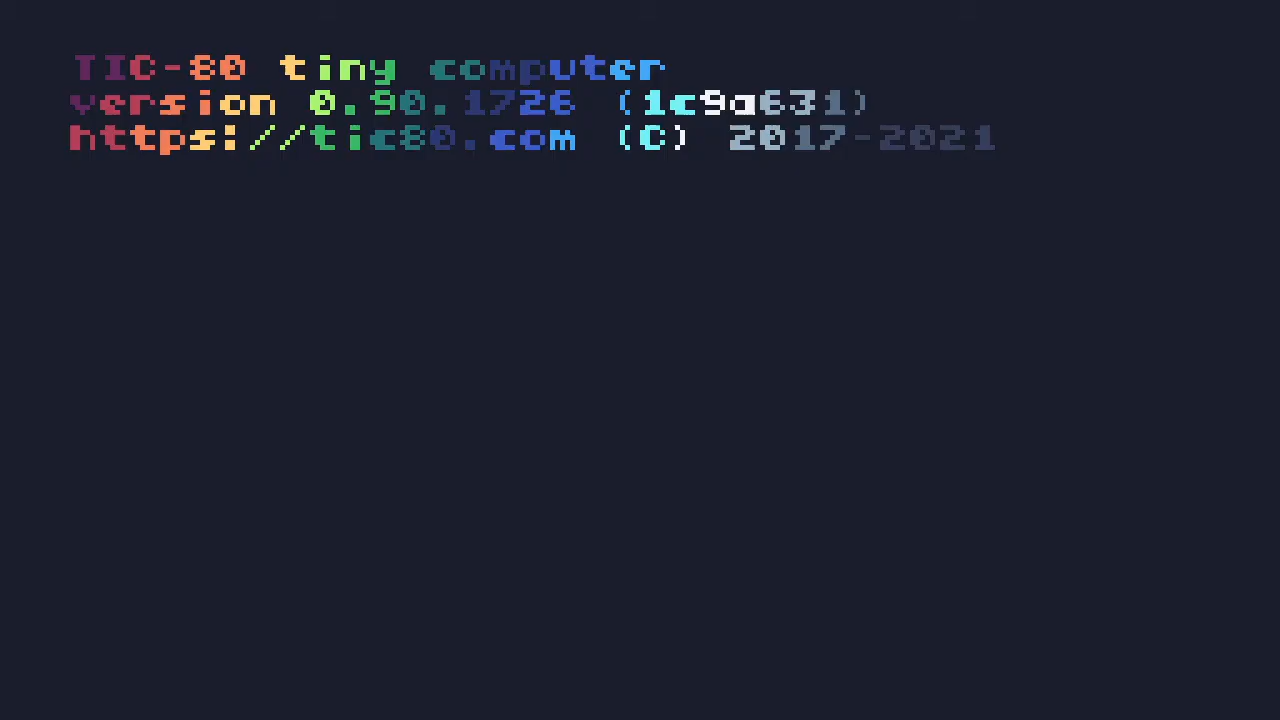 TIC-80 tiny computer
version 0.90.1726 (1c9a631)
https://tic80.com (C) 2017-2021